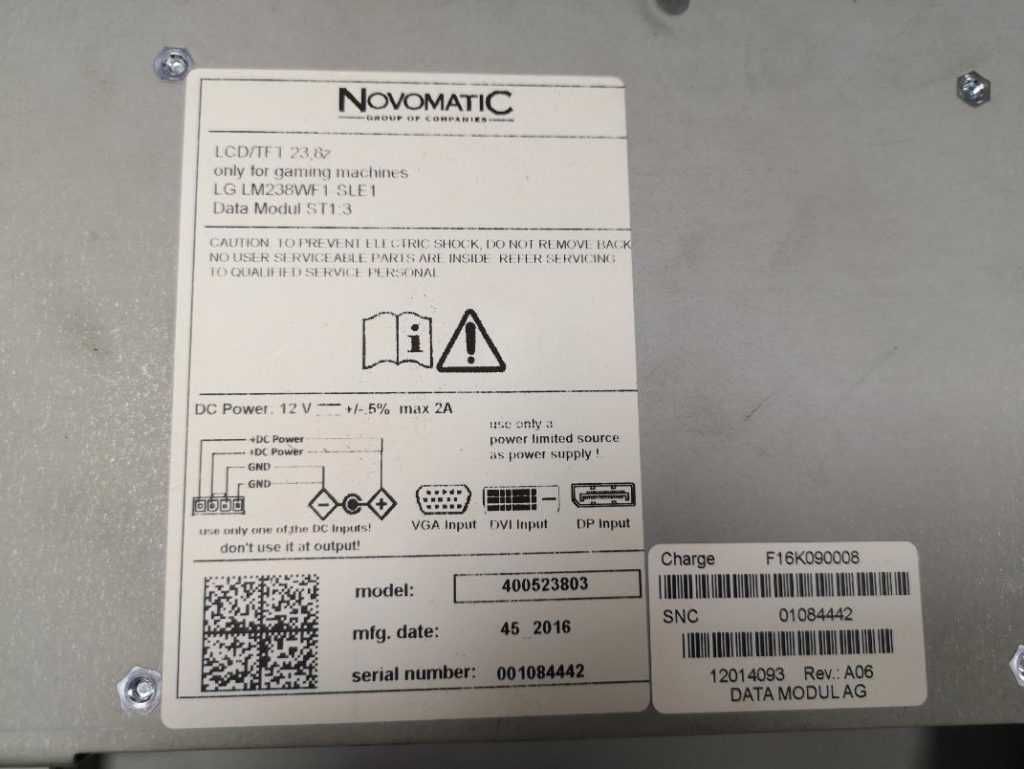 NOVOMATIC
GROUP OF COMPANIES
LCD/TFT 23,8z
only for gaming machines
LG LM238WF1 SLE1
Data Modul ST1:3
CAUTION TO PREVENT ELECTRIC SHOCK, DO NOT REMOVE BACK
NO USER SERVICEABLE PARTS ARE INSIDE REFER SERVICING
TO QUALIFIED SERVICE PERSONAL
DC Power: 12 V +/-.5% max 2A
use only a
power limited source
as power supply !
+DC Power
+DC Power
GND
GND
use only one of the DC Inputs!
don't use it at output!
VGA Input DVI Input DP Input
model: 400523803
mfg. date: 45_2016
serial number: 001084442
Charge F16K090008
SNC 01084442
12014093 Rev.: A06
DATA MODUL AG